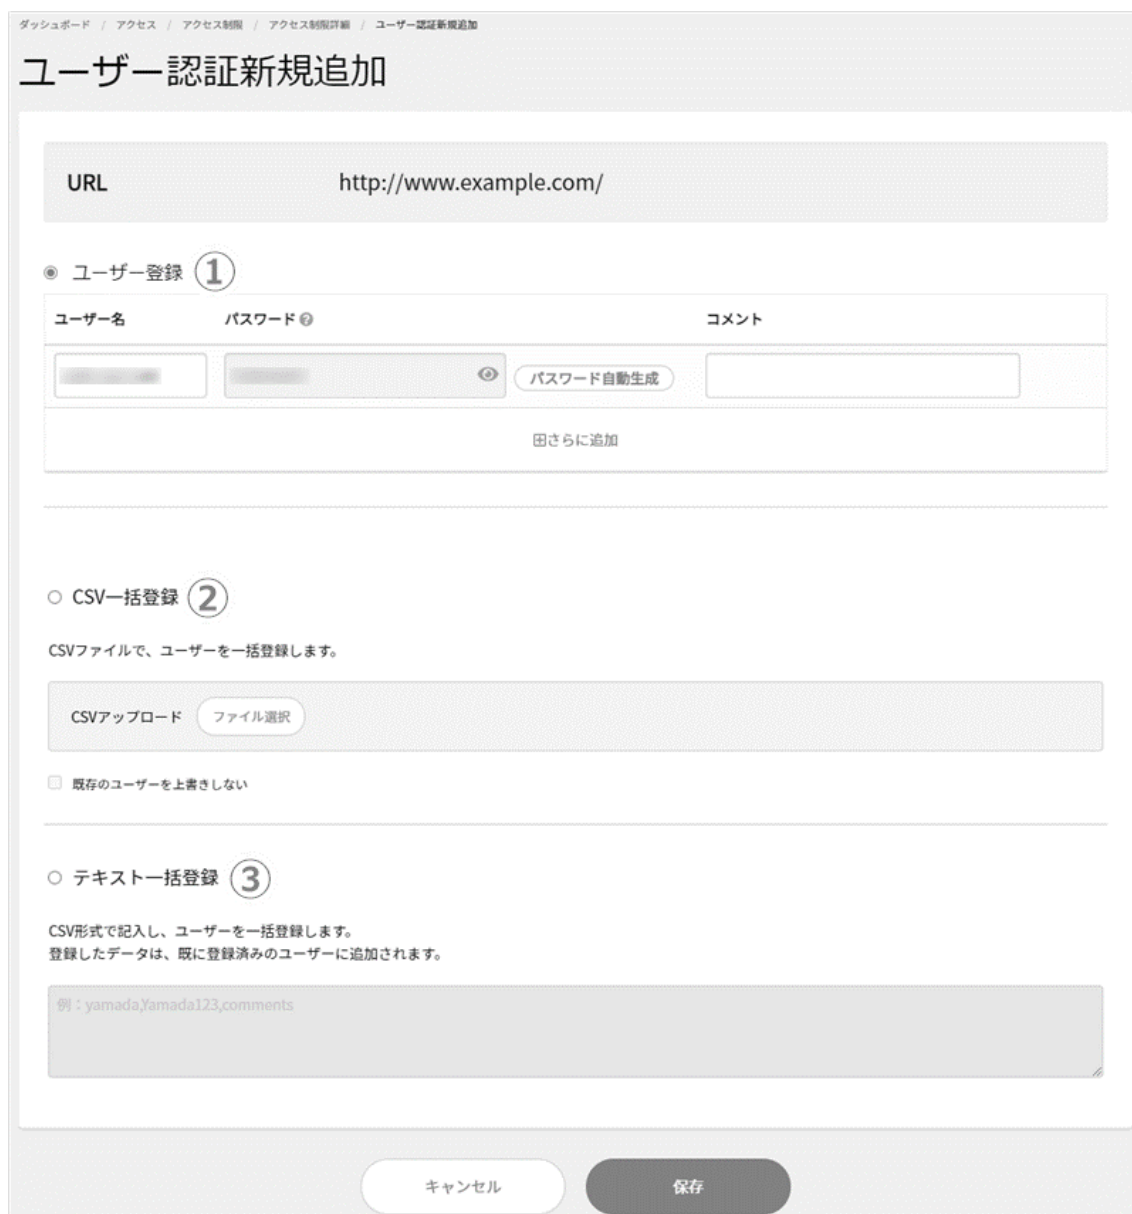 ダッシュボード / アクセス / アクセス制限 / アクセス制限詳細 / ユーザー認証新規追加
ユーザー認証新規追加
URL http://www.example.com/
ユーザー登録 ①
ユーザー名 パスワード コメント
パスワード自動生成
さらに追加
CSV一括登録 ②
CSVファイルで、ユーザーを一括登録します。
CSVアップロード ファイル選択
既存のユーザーを上書きしない
テキスト一括登録 ③
CSV形式で記入し、ユーザーを一括登録します。
登録したデータは、既に登録済みのユーザーに追加されます。
例：yamada,Yamada123,comments
キャンセル 保存